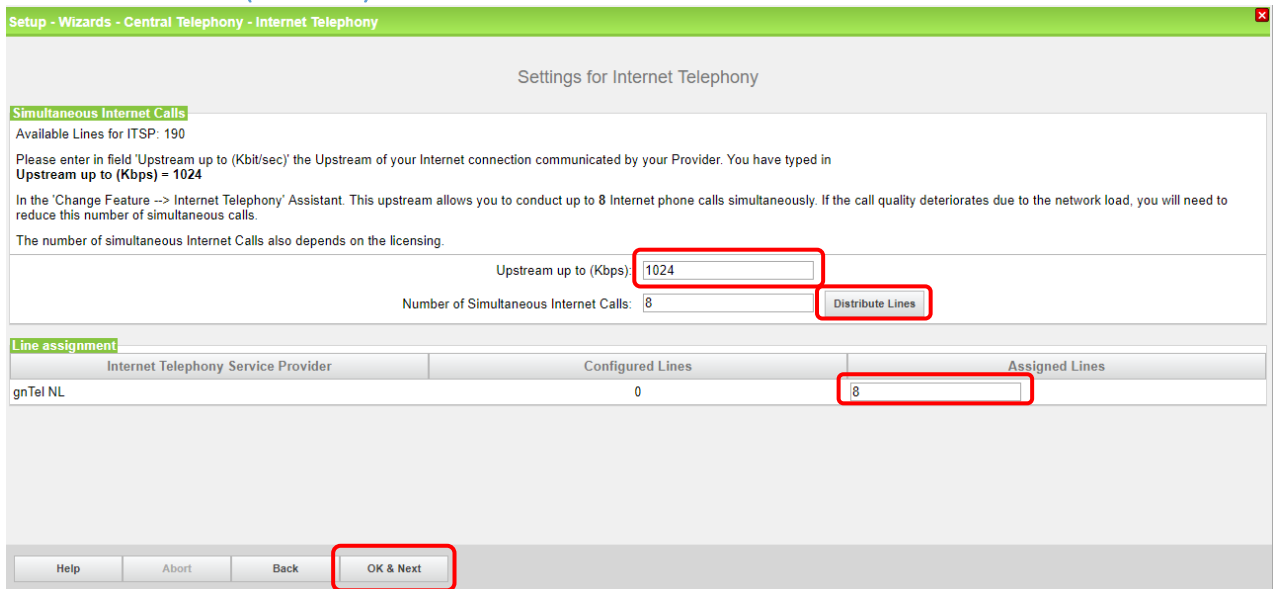 Setup - Wizards - Central Telephony - Internet Telephony
Settings for Internet Telephony
Simultaneous Internet Calls
Available Lines for ITSP: 190
Please enter in field 'Upstream up to (Kbit/sec)' the Upstream of your Internet connection communicated by your Provider. You have typed in
Upstream up to (Kbps) = 1024
In the 'Change Feature --> Internet Telephony' Assistant. This upstream allows you to conduct up to 8 Internet phone calls simultaneously. If the call quality deteriorates due to the network load, you will need to
reduce this number of simultaneous calls.
The number of simultaneous Internet Calls also depends on the licensing.
Upstream up to (Kbps): 1024
Number of Simultaneous Internet Calls: 8 Distribute Lines
Line assignment
Internet Telephony Service Provider Configured Lines Assigned Lines
gnTel NL 0 8
Help Abort Back OK & Next